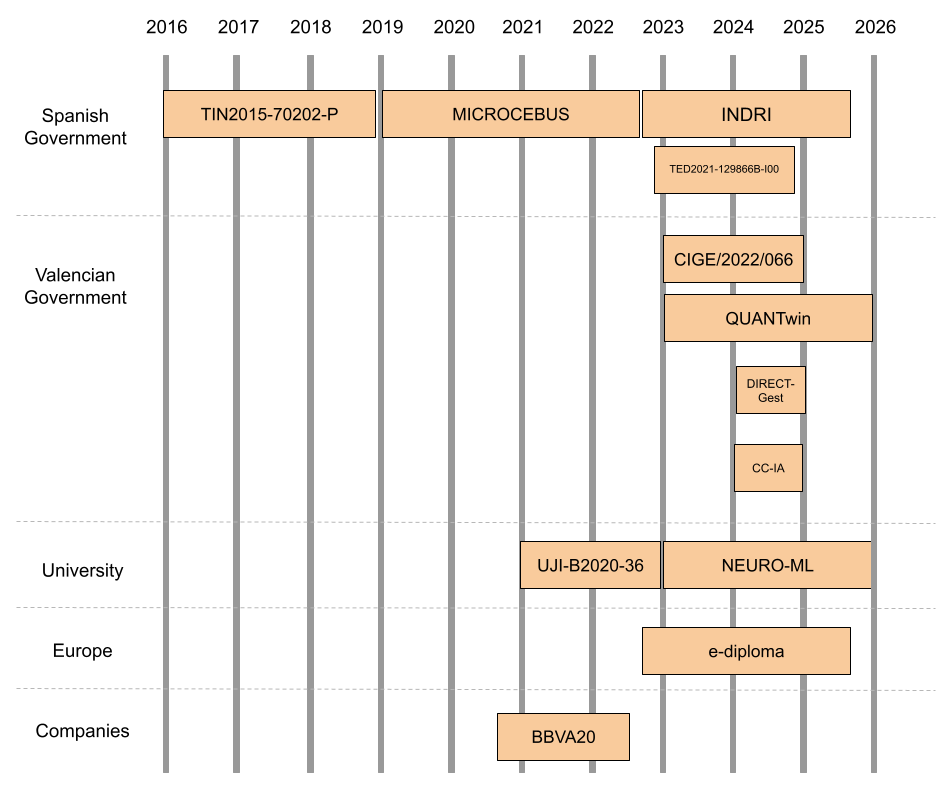 2016 2017 2018 2019 2020 2021 2022 2023 2024 2025 2026
Spanish
Government
TIN2015-70202-P MICROCEBUS INDRI
TED2021-129866B-I00
Valencian
Government
CIGE/2022/066
QUANTwin
DIRECT-
Gest
CC-IA
University
UJI-B2020-36 NEURO-ML
Europe
e-diploma
Companies
BBVA20